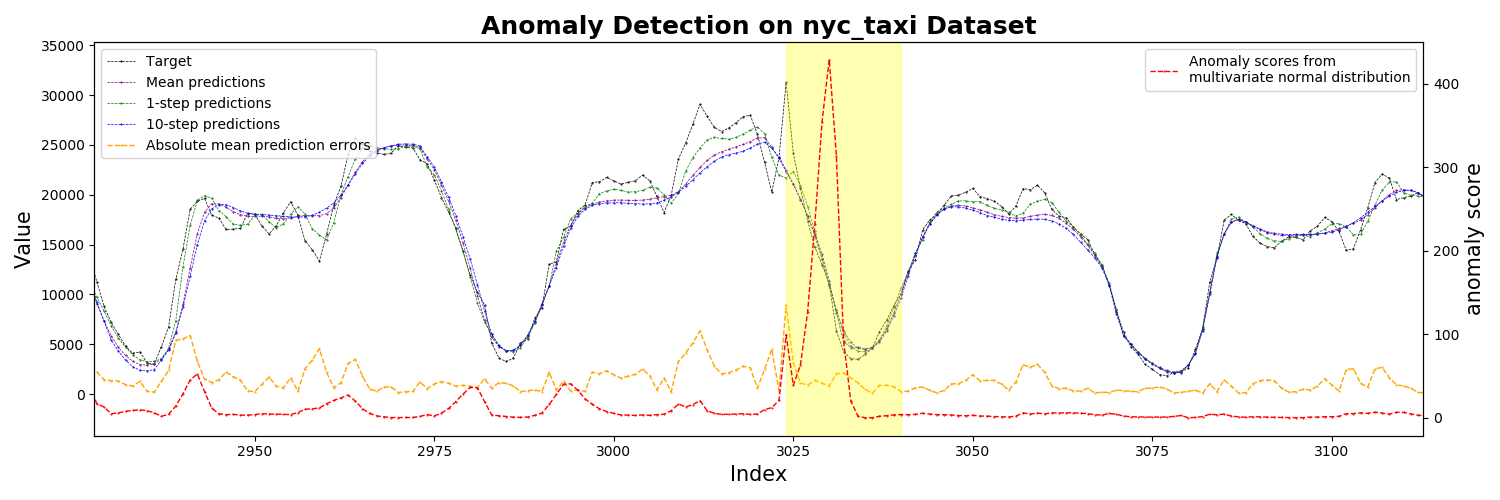 Anomaly Detection on nyc_taxi Dataset
35000
30000
25000
20000
15000
10000
5000
0
Value
Target
Mean predictions
1-step predictions
10-step predictions
Absolute mean prediction errors
Anomaly scores from
multivariate normal distribution
400
300
200
100
0
anomaly score
2950
2975
3000
3025
3050
3075
3100
Index